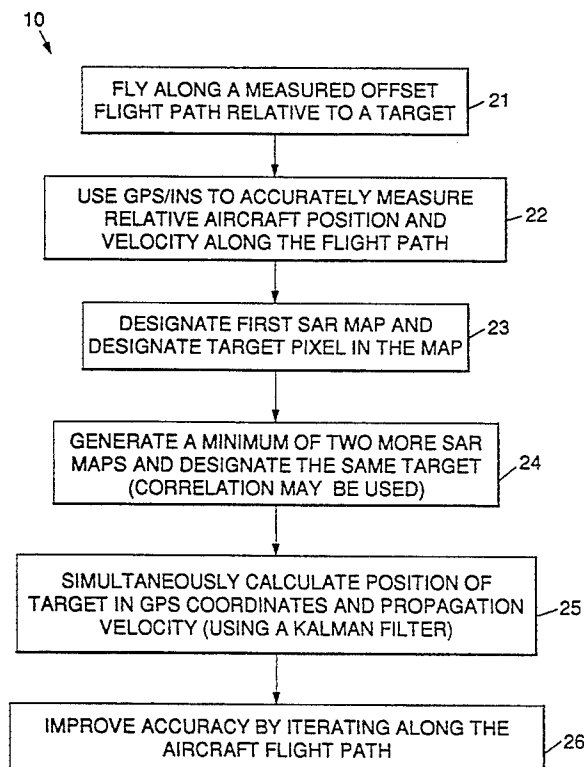 10
FLY ALONG A MEASURED OFFSET
FLIGHT PATH RELATIVE TO A TARGET
21
USE GPS/INS TO ACCURATELY MEASURE
RELATIVE AIRCRAFT POSITION AND
VELOCITY ALONG THE FLIGHT PATH
22
DESIGNATE FIRST SAR MAP AND
DESIGNATE TARGET PIXEL IN THE MAP
23
GENERATE A MINIMUM OF TWO MORE SAR
MAPS AND DESIGNATE THE SAME TARGET
(CORRELATION MAY BE USED)
24
SIMULTANEOUSLY CALCULATE POSITION OF
TARGET IN GPS COORDINATES AND PROPAGATION
VELOCITY (USING A KALMAN FILTER)
25
IMPROVE ACCURACY BY ITERATING ALONG THE
AIRCRAFT FLIGHT PATH
26